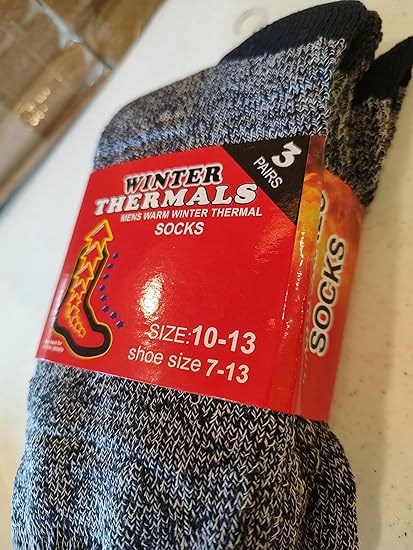 3
PAIRS
WINTER
THERMALS
MENS WARM WINTER THERMAL
SOCKS
SIZE: 10-13
shoe size 7-13
SOCKS